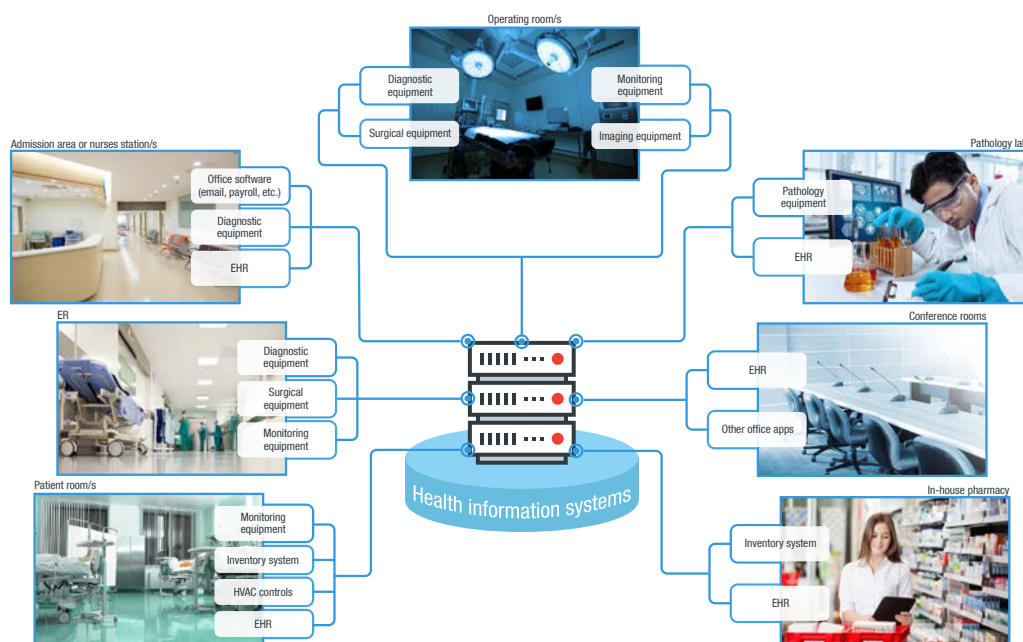 Operating room/s
Diagnostic
equipment
Surgical equipment
Monitoring
equipment
Imaging equipment
Admission area or nurses station/s
Office software
(email, payroll, etc.)
Diagnostic
equipment
EHR
Pathology lab
Pathology
equipment
EHR
ER
Diagnostic
equipment
Surgical
equipment
Monitoring
equipment
Conference rooms
EHR
Other office apps
Patient room/s
Monitoring
equipment
Inventory system
HVAC controls
EHR
Health information systems
In-house pharmacy
Inventory system
EHR